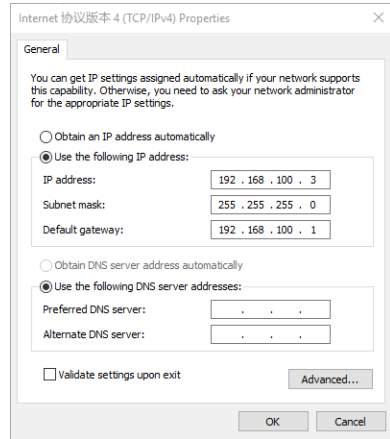 Internet 协议版本 4 (TCP/IPv4) Properties
General
You can get IP settings assigned automatically if your network supports
this capability. Otherwise, you need to ask your network administrator
for the appropriate IP settings.
Obtain an IP address automatically
Use the following IP address:
IP address: 192 . 168 . 100 . 3
Subnet mask: 255 . 255 . 255 . 0
Default gateway: 192 . 168 . 100 . 1
Obtain DNS server address automatically
Use the following DNS server addresses:
Preferred DNS server: . . .
Alternate DNS server: . . .
Validate settings upon exit
Advanced...
OK Cancel